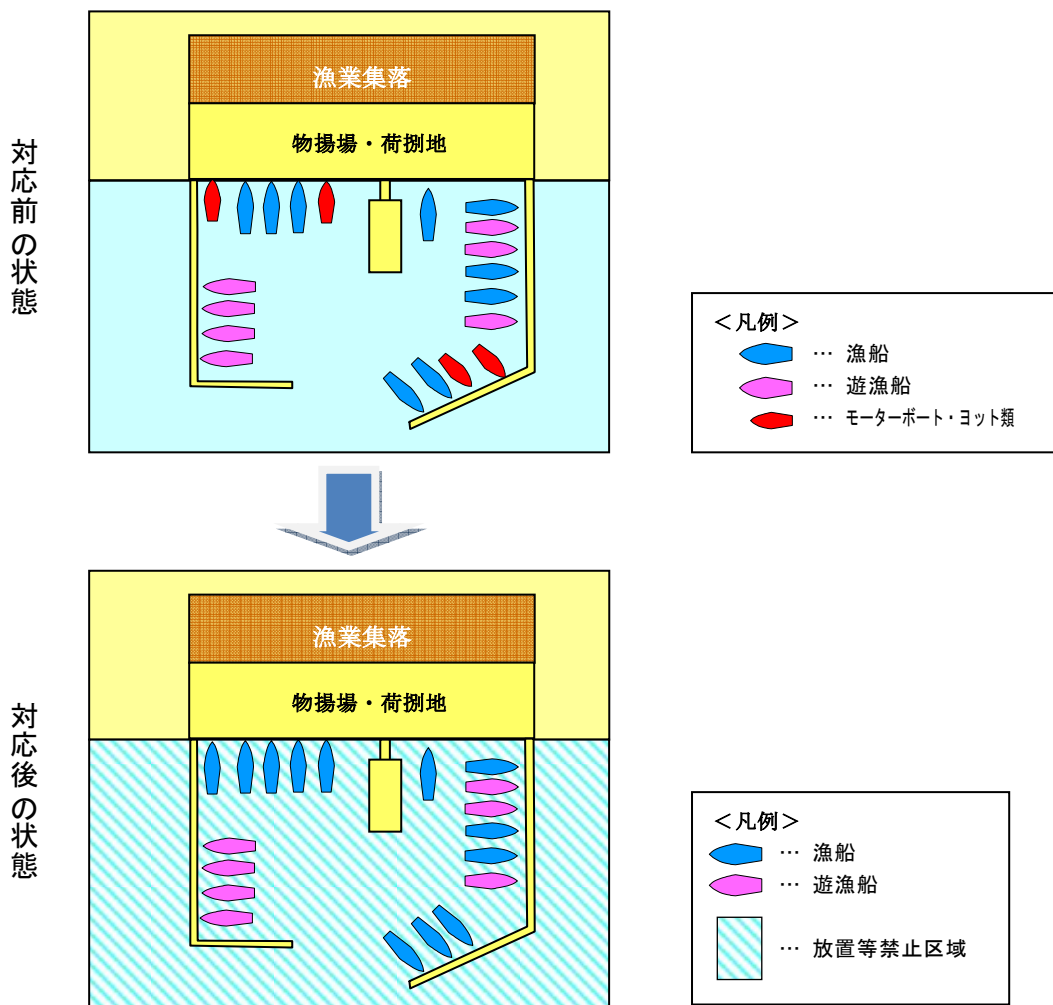 対応前の状態
漁業集落
物揚場・荷捌地
＜凡例＞
… 漁船
… 遊漁船
… モーターボート・ヨット類
対応後の状態
漁業集落
物揚場・荷捌地
＜凡例＞
… 漁船
… 遊漁船
… 放置等禁止区域